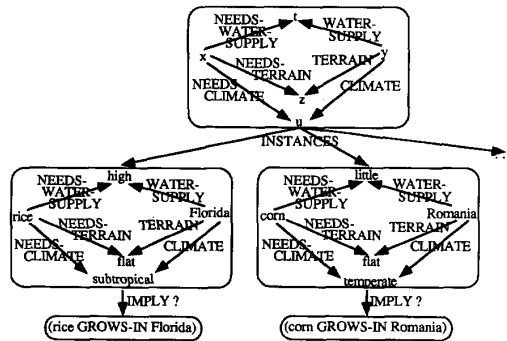 NEEDS-
WATER-
SUPPLY
t
WATER-
SUPPLY
x
y
NEEDS-
TERRAIN
TERRAIN
NEEDS-
CLIMATE
z
CLIMATE
u
INSTANCES
. .
NEEDS-
WATER-
SUPPLY
high
WATER-
SUPPLY
rice
Florida
NEEDS-
TERRAIN
TERRAIN
NEEDS-
CLIMATE
flat
CLIMATE
subtropical
IMPLY ?
(rice GROWS-IN Florida)
NEEDS-
WATER-
SUPPLY
little
WATER-
SUPPLY
corn
Romania
NEEDS-
TERRAIN
TERRAIN
NEEDS-
CLIMATE
flat
CLIMATE
temperate
IMPLY ?
(corn GROWS-IN Romania)